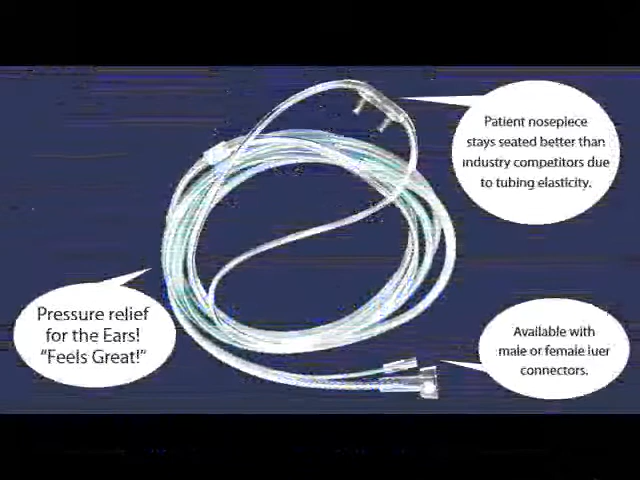 Patient nosepiece
stays seated better than
industry competitors due
to tubing elasticity.
Pressure relief
for the Ears!
“Feels Great!”
Available with
male or female luer
connectors.